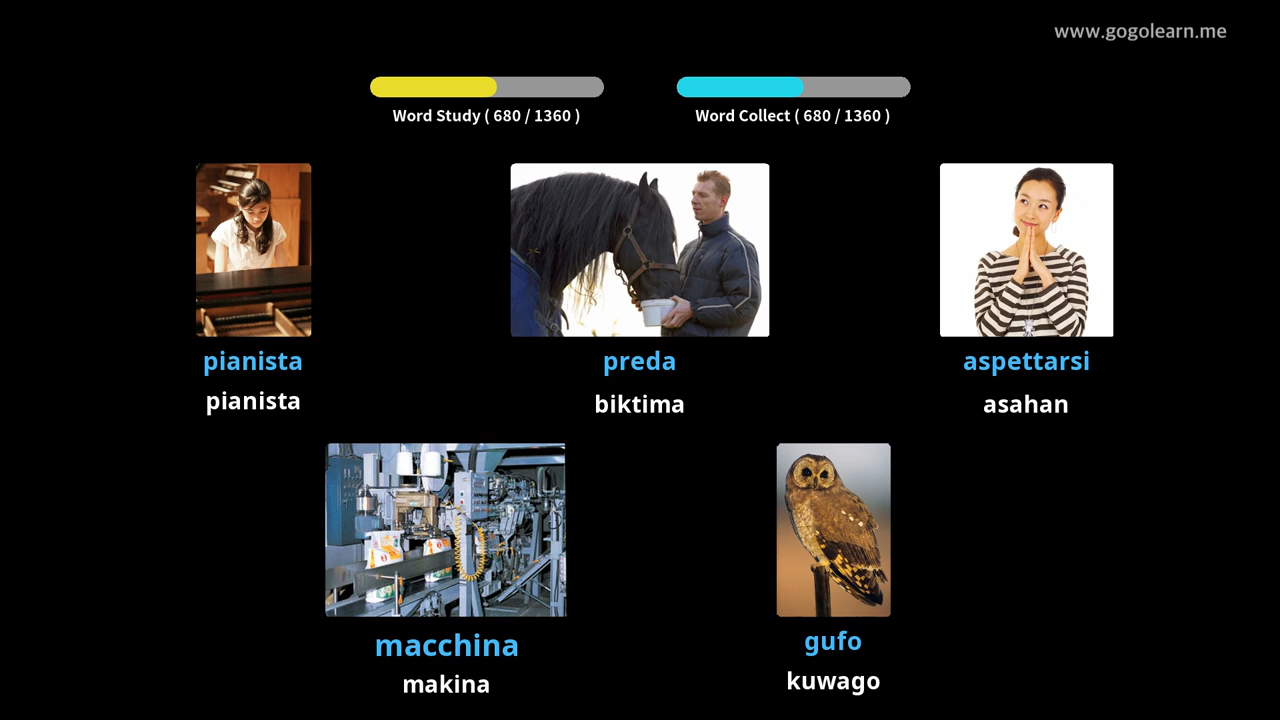 www.gogolearn.me
Word Study ( 680 / 1360 )
Word Collect ( 680 / 1360 )
pianista
pianista
preda
biktima
aspettarsi
asahan
macchina
makina
gufo
kuwago